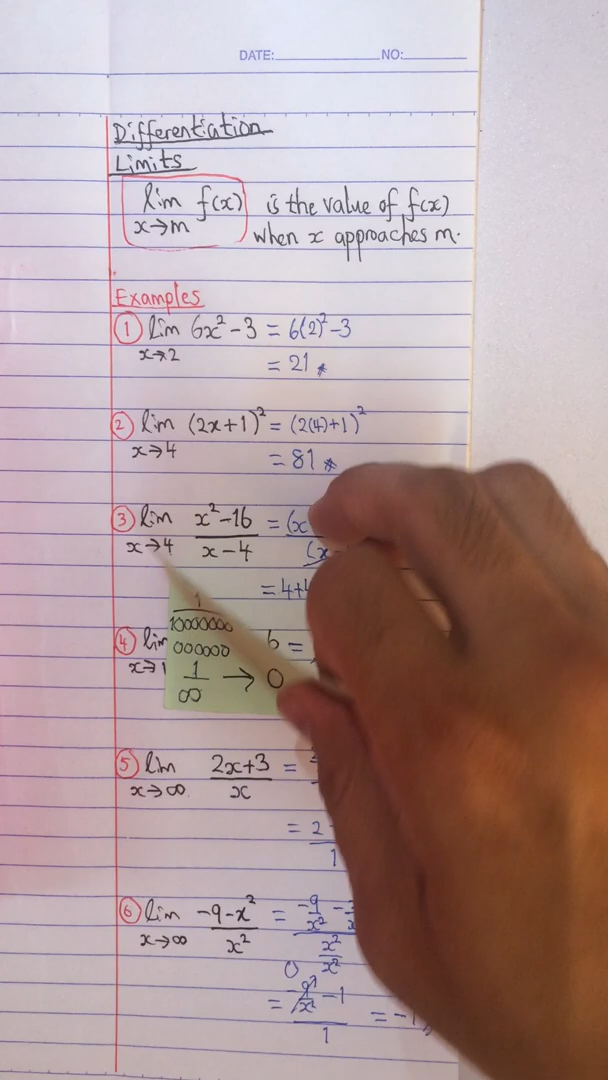 DATE: NO:
Differentiation
Limits
lim f(x) is the value of f(x)
x→m when x approaches m.
Examples
① lim 6x² - 3 = 6(2)² - 3
x→2 = 21
② lim (2x+1)² = (2(4)+1)²
x→4 = 81
③ lim x²-16 = (x
x→4 x-4 (x-
= 4+4
1
10000000
④ lim 000000 6 =
x→1 1/∞ → 0
⑤ lim 2x+3 =
x→∞ x
= 2
1
⑥ lim -9-x² = -9/x² -
x→∞ x² x²/x²
0
= -9/x² -1 = -1
1